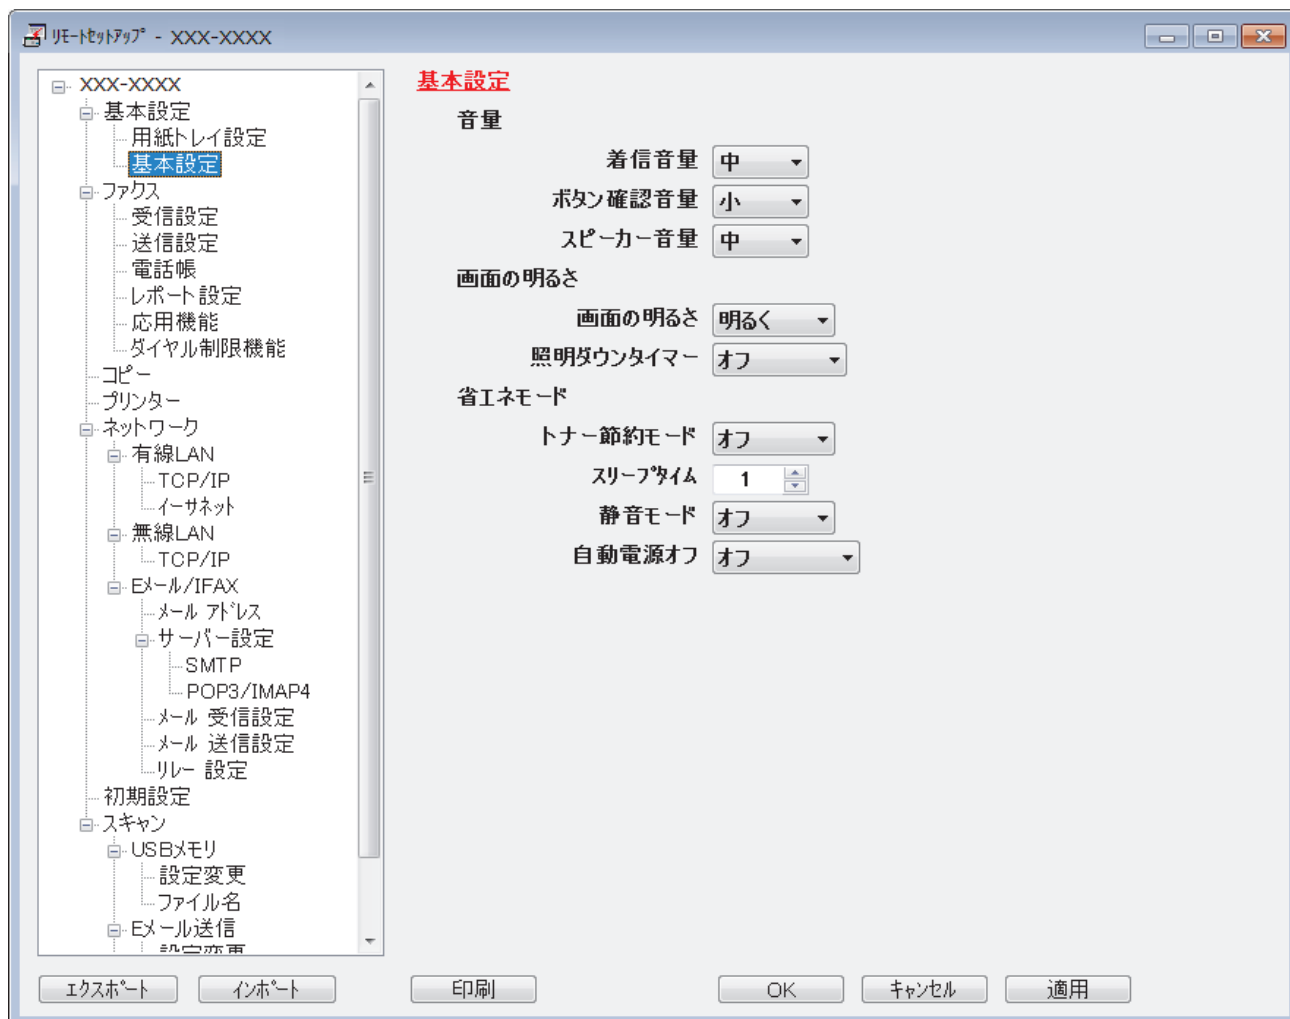 ﾘﾓｰﾄｾｯﾄｱｯﾌﾟ - XXX-XXXX
XXX-XXXX
基本設定
用紙トレイ設定
基本設定
ファクス
受信設定
送信設定
電話帳
レポート設定
応用機能
ダイヤル制限機能
コピー
プリンター
ネットワーク
有線LAN
TCP/IP
イーサネット
無線LAN
TCP/IP
Eメール/IFAX
メール アドレス
サーバー設定
SMTP
POP3/IMAP4
メール 受信設定
メール 送信設定
リレー 設定
初期設定
スキャン
USBメモリ
設定変更
ファイル名
Eメール送信
設定変更
基本設定
音量
着信音量 中
ボタン確認音量 小
スピーカー音量 中
画面の明るさ
画面の明るさ 明るく
照明ダウンタイマー オフ
省エネモード
トナー節約モード オフ
スリープタイム 1
静音モード オフ
自動電源オフ オフ
エクスポート インポート 印刷 OK キャンセル 適用